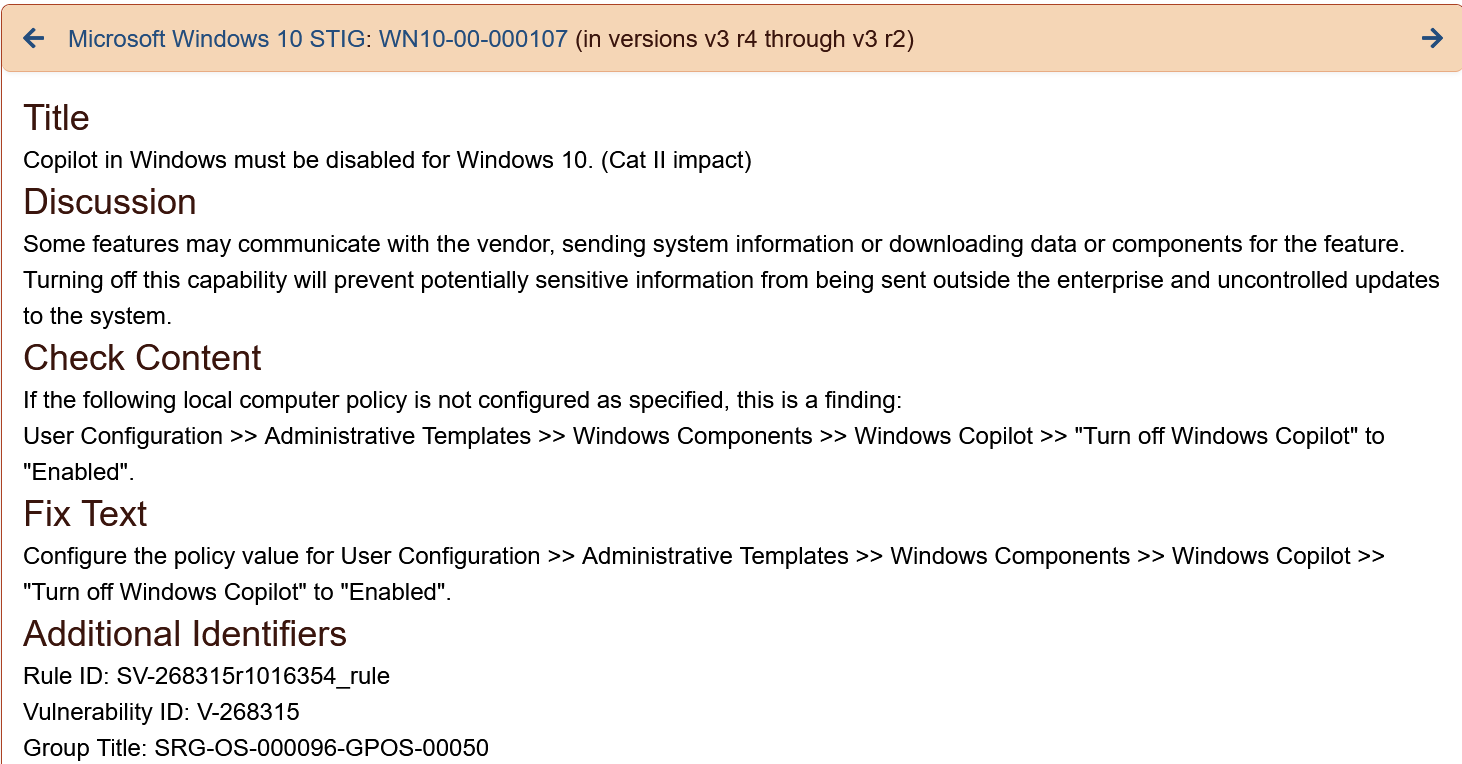 Microsoft Windows 10 STIG: WN10-00-000107 (in versions v3 r4 through v3 r2)
Title
Copilot in Windows must be disabled for Windows 10. (Cat II impact)
Discussion
Some features may communicate with the vendor, sending system information or downloading data or components for the feature.
Turning off this capability will prevent potentially sensitive information from being sent outside the enterprise and uncontrolled updates
to the system.
Check Content
If the following local computer policy is not configured as specified, this is a finding:
User Configuration >> Administrative Templates >> Windows Components >> Windows Copilot >> "Turn off Windows Copilot" to
"Enabled".
Fix Text
Configure the policy value for User Configuration >> Administrative Templates >> Windows Components >> Windows Copilot >>
"Turn off Windows Copilot" to "Enabled".
Additional Identifiers
Rule ID: SV-268315r1016354_rule
Vulnerability ID: V-268315
Group Title: SRG-OS-000096-GPOS-00050